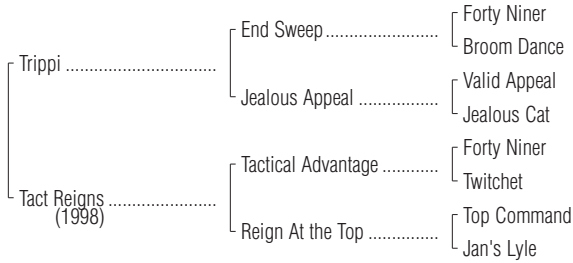 Forty Niner
End Sweep..............................
Broom Dance
Trippi ........................................
Valid Appeal
Jealous Appeal .....................
Jealous Cat
Forty Niner
Tactical Advantage ...............
Twitchet
Tact Reigns .............................
(1998)
Top Command
Reign At the Top ...................
Jan's Lyle